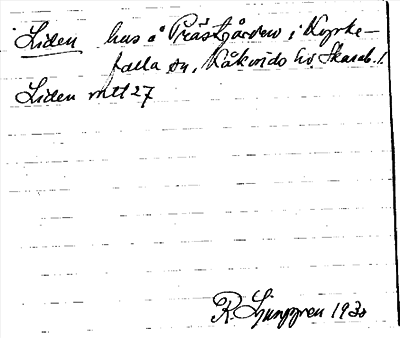 Liden hus å Prästgården i Kyrke-
falla sn, Kåkinds hd Skarab. l.
Liden mtl 27
R. Ljunggren 1930